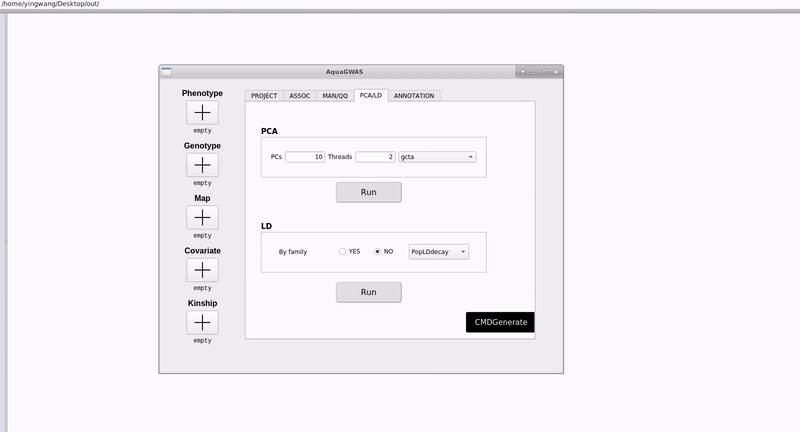 /home/yingwang/Desktop/out/
AquaGWAS
Phenotype
empty
Genotype
empty
Map
empty
Covariate
empty
Kinship
empty
PROJECT ASSOC MAN/QQ PCA/LD ANNOTATION
PCA
PCs 10 Threads 2 gcta
Run
LD
By family YES NO PopLDdecay
Run
CMDGenerate